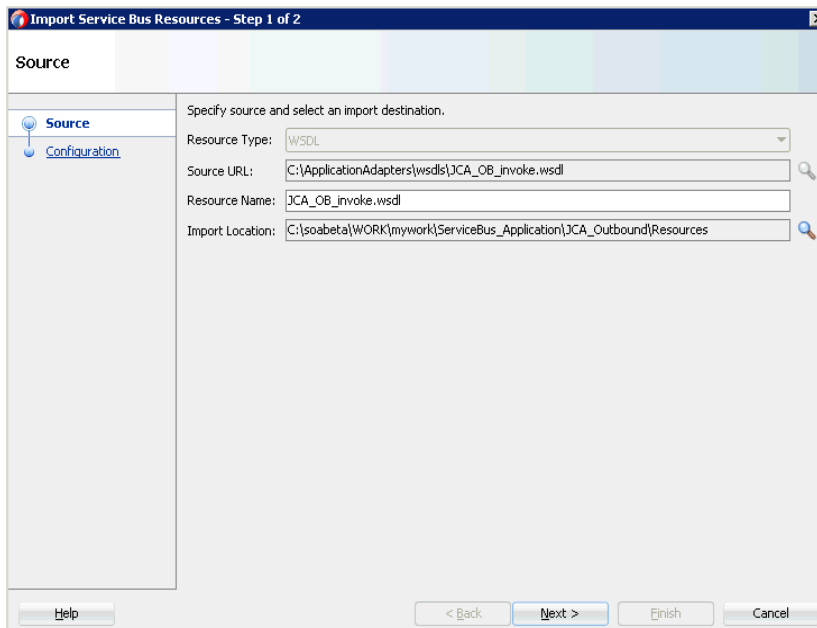 Import Service Bus Resources - Step 1 of 2
Source
Source
Configuration
Specify source and select an import destination.
Resource Type: WSDL
Source URL: C:\ApplicationAdapters\wsdls\JCA_OB_invoke.wsdl
Resource Name: JCA_OB_invoke.wsdl
Import Location: C:\soabeta\WORK\mywork\ServiceBus_Application\JCA_Outbound\Resources
Help
< Back
Next >
Finish
Cancel